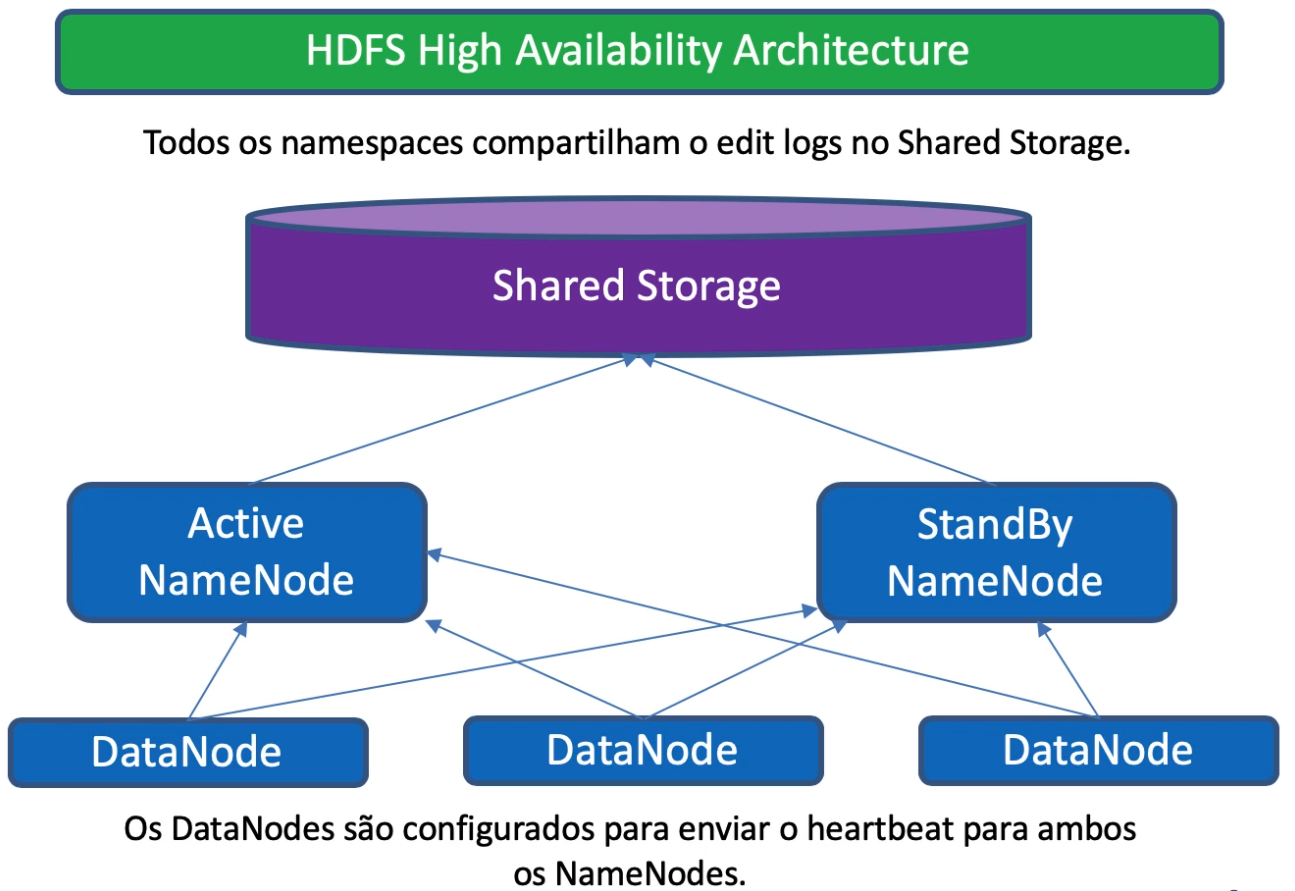 HDFS High Availability Architecture
Todos os namespaces compartilham o edit logs no Shared Storage.
Shared Storage
Active
NameNode
StandBy
NameNode
DataNode
DataNode
DataNode
Os DataNodes são configurados para enviar o heartbeat para ambos
os NameNodes.